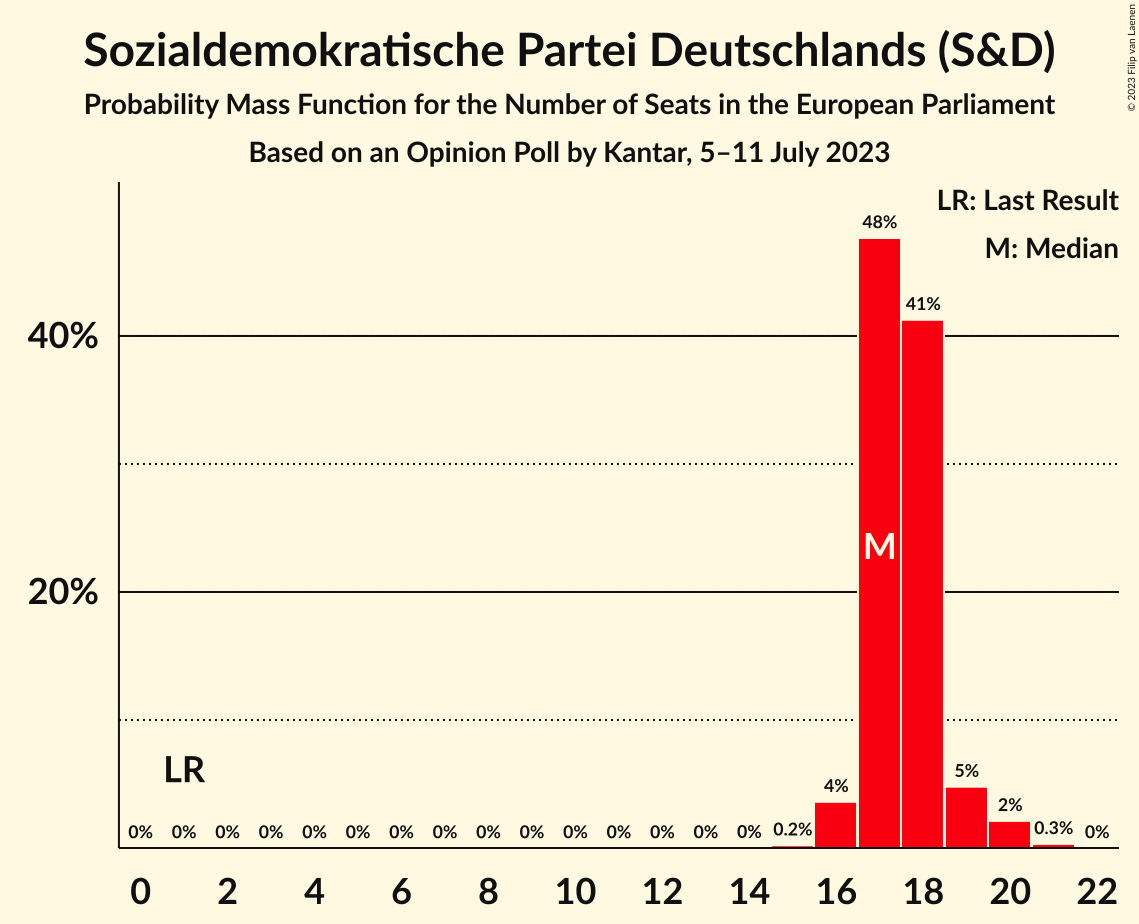 Sozialdemokratische Partei Deutschlands (S&D)
Probability Mass Function for the Number of Seats in the European Parliament
Based on an Opinion Poll by Kantar, 5–11 July 2023
© 2023 Filip van Laenen
LR: Last Result
M: Median
48%
41%
40%
M
20%
LR
5%
4%
2%
0% 0% 0% 0% 0% 0% 0% 0% 0% 0% 0% 0% 0% 0% 0% 0.2% 0.3% 0%
0 2 4 6 8 10 12 14 16 18 20 22